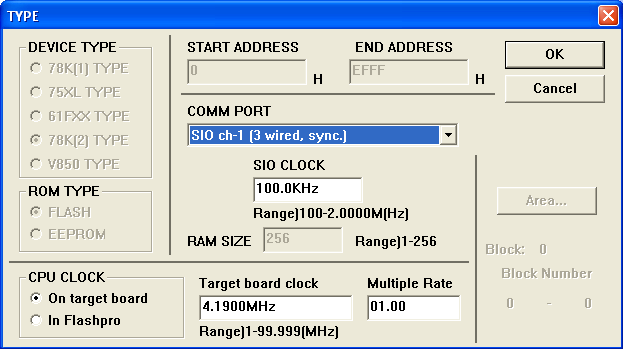 TYPE
DEVICE TYPE
78K(1) TYPE
75XL TYPE
61FXX TYPE
78K(2) TYPE
V850 TYPE
ROM TYPE
FLASH
EEPROM
START ADDRESS
0
H
END ADDRESS
EFFF
H
COMM PORT
SIO ch-1 (3 wired, sync.)
SIO CLOCK
100.0KHz
Range)100-2.0000M(Hz)
RAM SIZE
256
Range)1-256
OK
Cancel
Area...
Block: 0
Block Number
0 - 0
CPU CLOCK
On target board
In Flashpro
Target board clock
4.1900MHz
Range)1-99.999(MHz)
Multiple Rate
01.00